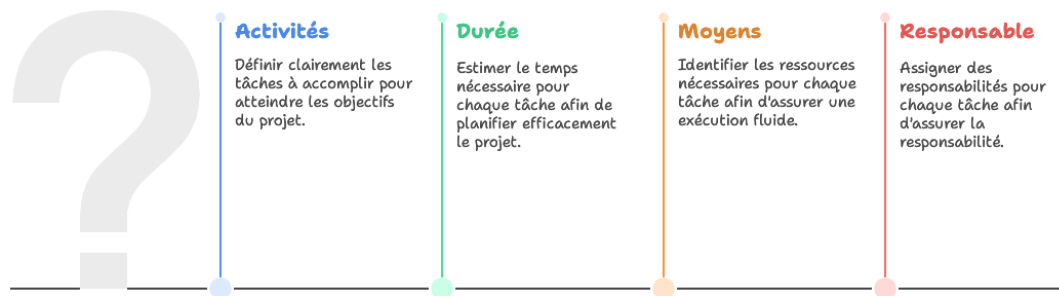 Activités
Définir clairement les
tâches à accomplir pour
atteindre les objectifs
du projet.
Durée
Estimer le temps
nécessaire pour
chaque tâche afin de
planifier efficacement
le projet.
Moyens
Identifier les ressources
nécessaires pour chaque
tâche afin d'assurer une
exécution fluide.
Responsable
Assigner des
responsabilités pour
chaque tâche afin
d'assurer la
responsabilité.
?